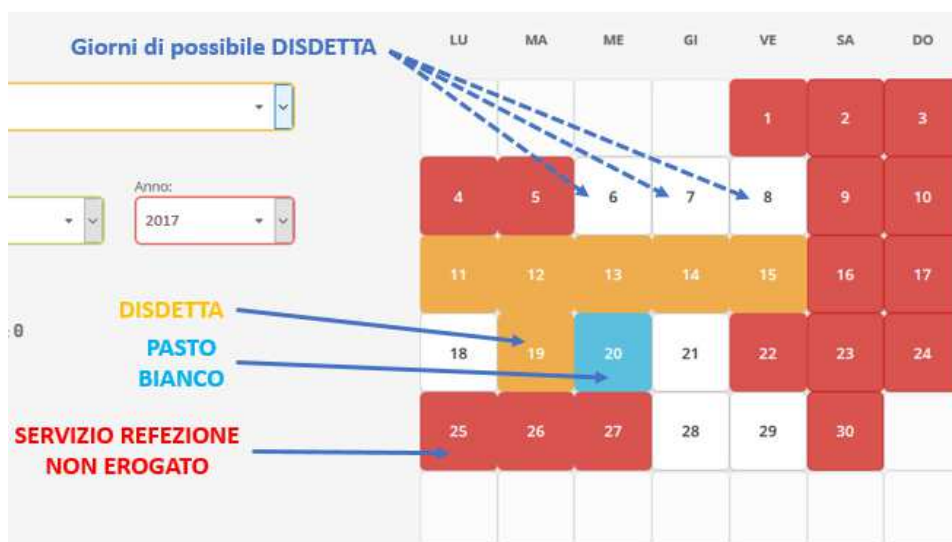 Giorni di possibile DISDETTA
LU MA ME GI VE SA DO
1 2 3
Anno:
2017
4 5 6 7 8 9 10
11 12 13 14 15 16 17
DISDETTA
0
PASTO
BIANCO
18 19 20 21 22 23 24
SERVIZIO REFEZIONE
NON EROGATO
25 26 27 28 29 30